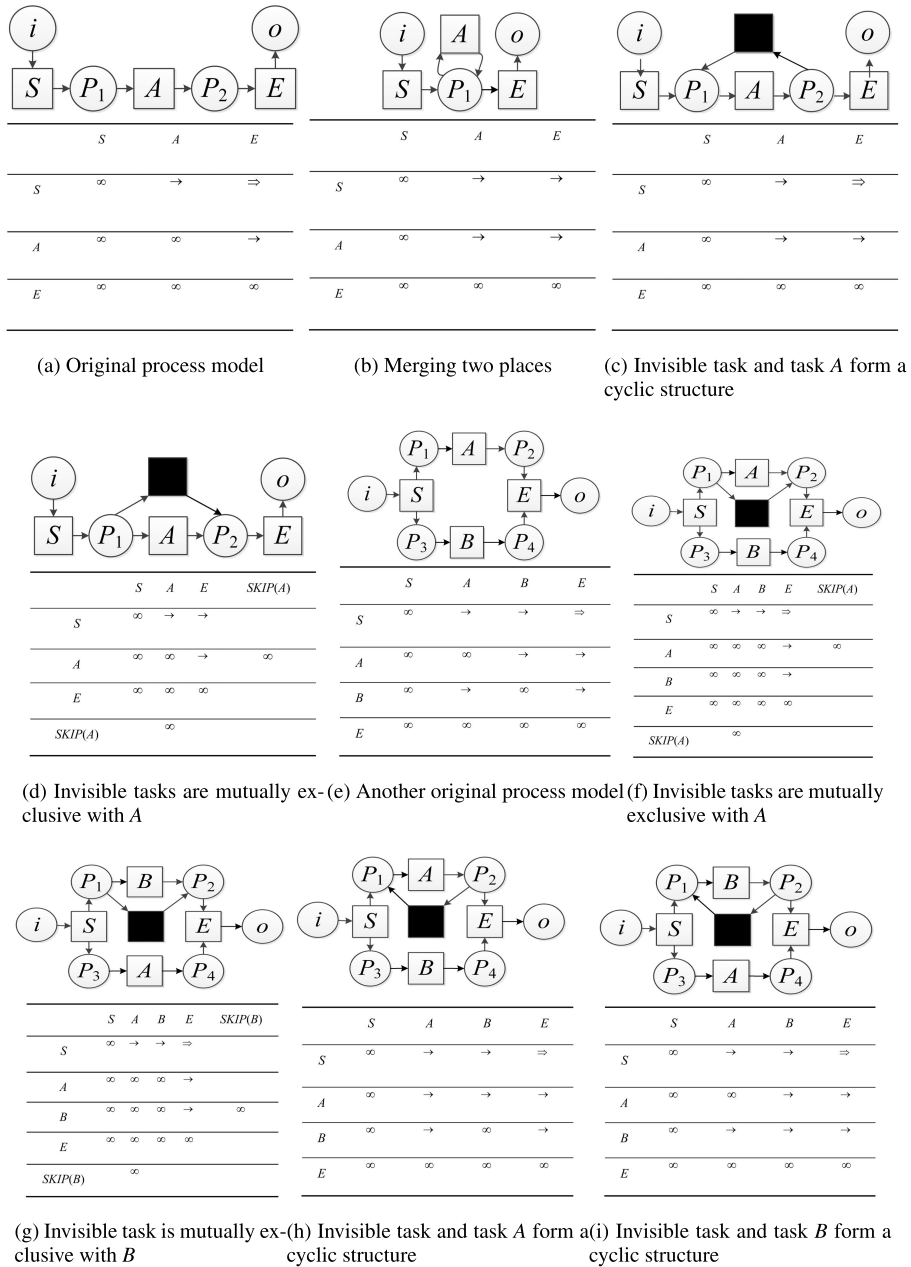 i A i o i o
o S P1 A P2 E
S P1 E
S P1 A P2 E
S A E
S ∞ → ⇒
A ∞ ∞ →
E ∞ ∞ ∞
S A E
S ∞ → →
A ∞ → →
E ∞ ∞ ∞
S A E
S ∞ → ⇒
A ∞ → →
E ∞ ∞ ∞
(a) Original process model
(b) Merging two places
(c) Invisible task and task A form a
cyclic structure
i o
S P1 A P2 E
S A E SKIP(A)
S ∞ → →
A ∞ ∞ → ∞
E ∞ ∞ ∞
SKIP(A) ∞
P1 A P2
i S E o
P3 B P4
S A B E
S ∞ → → ⇒
A ∞ ∞ → →
B ∞ → ∞ →
E ∞ ∞ ∞ ∞
P1 A P2
i S E o
P3 B P4
S A B E SKIP(A)
S ∞ → → ⇒
A ∞ ∞ ∞ → ∞
B ∞ ∞ ∞ →
E ∞ ∞ ∞ ∞
SKIP(A) ∞
(d) Invisible tasks are mutually ex-
clusive with A
(e) Another original process model
(f) Invisible tasks are mutually
exclusive with A
P1 B P2
i S E o
P3 A P4
S A B E SKIP(B)
S ∞ → → ⇒
A ∞ ∞ ∞ →
B ∞ ∞ ∞ → ∞
E ∞ ∞ ∞ ∞
SKIP(B) ∞
P1 A P2
i S E o
P3 B P4
S A B E
S ∞ → → ⇒
A ∞ → → →
B ∞ → ∞ →
E ∞ ∞ ∞ ∞
P1 B P2
i S E o
P3 A P4
S A B E
S ∞ → → ⇒
A ∞ ∞ → →
B ∞ → → →
E ∞ ∞ ∞ ∞
(g) Invisible task is mutually ex-
clusive with B
(h) Invisible task and task A form a
cyclic structure
(i) Invisible task and task B form a
cyclic structure